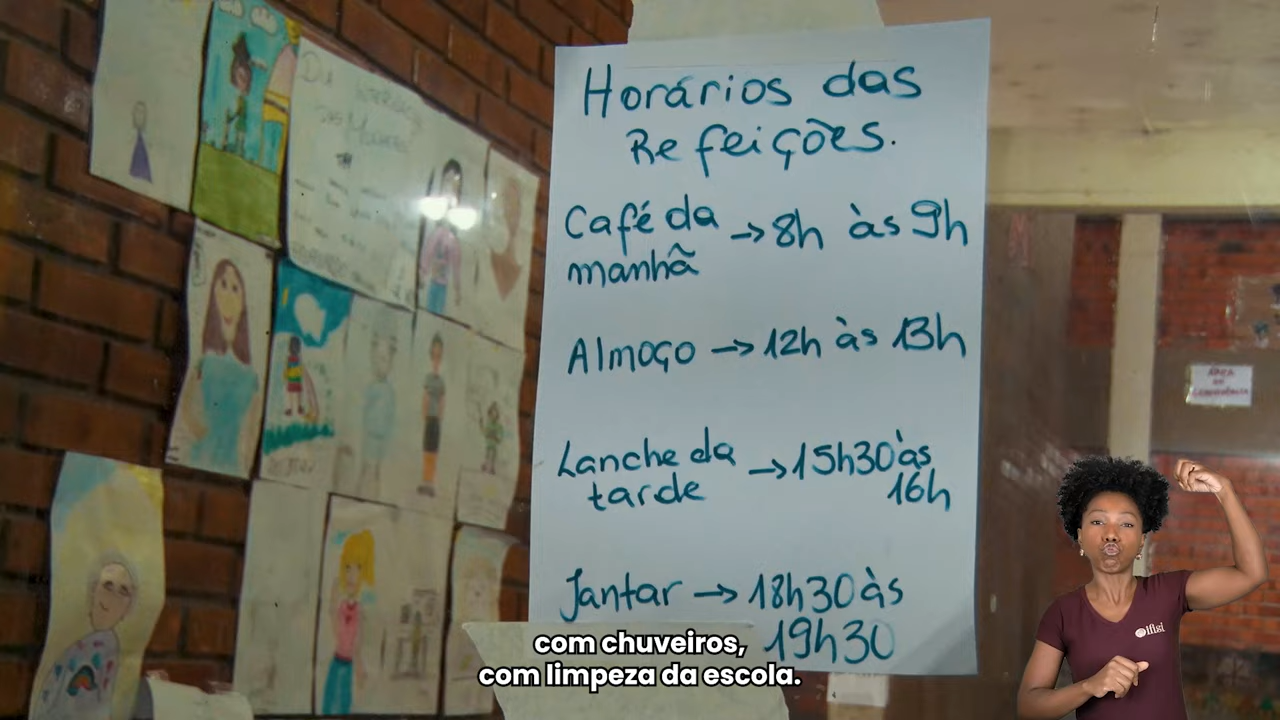 Horários das
Refeições.
Café da → 8h às 9h
manhã
Almoço → 12h às 13h
Lanche da → 15h30 às
tarde 16h
Jantar → 18h30 às
19h30
com chuveiros,
com limpeza da escola.
ifisi